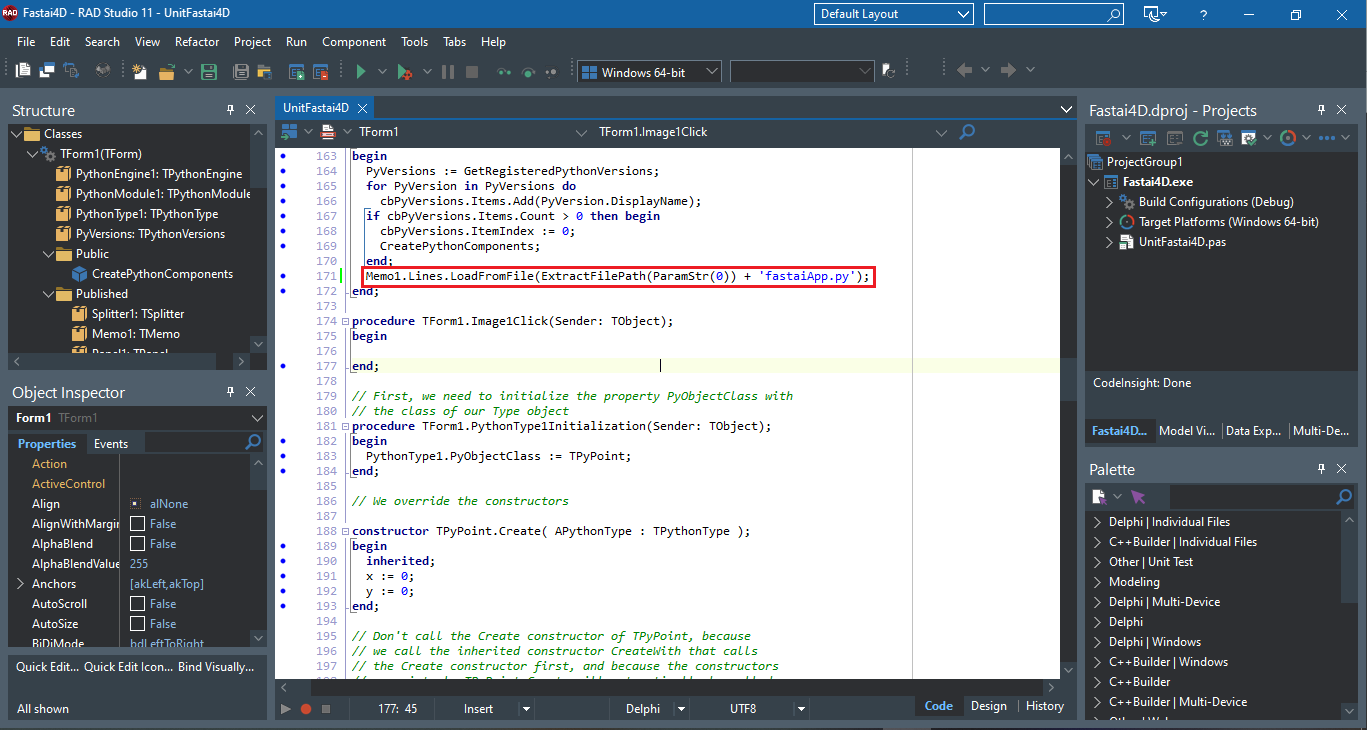 RAD Fastai4D - RAD Studio 11 - UnitFastai4D
Default Layout
?
File Edit Search View Refactor Project Run Component Tools Tabs Help
Windows 64-bit
Structure
Classes
TForm1(TForm)
PythonEngine1: TPythonEngine
PythonModule1: TPythonModule
PythonType1: TPythonType
PyVersions: TPythonVersions
Public
CreatePythonComponents
Published
Splitter1: TSplitter
Memo1: TMemo
Panel1: TPanel
Object Inspector
Form1 TForm1
Properties Events
Action
ActiveControl
Align alNone
AlignWithMargin False
AlphaBlend False
AlphaBlendValue 255
Anchors [akLeft,akTop]
AutoScroll False
AutoSize False
BiDiMode bdLeftToRight
Quick Edit... Quick Edit Icon... Bind Visually...
All shown
UnitFastai4D
TForm1 TForm1.Image1Click
163 begin
164 PyVersions := GetRegisteredPythonVersions;
165 for PyVersion in PyVersions do
166 cbPyVersions.Items.Add(PyVersion.DisplayName);
167 if cbPyVersions.Items.Count > 0 then begin
168 cbPyVersions.ItemIndex := 0;
169 CreatePythonComponents;
170 end;
171 Memo1.Lines.LoadFromFile(ExtractFilePath(ParamStr(0)) + 'fastaiApp.py');
172 end;
173
174 procedure TForm1.Image1Click(Sender: TObject);
175 begin
176
177 end;
178
179 // First, we need to initialize the property PyObjectClass with
180 // the class of our Type object
181 procedure TForm1.PythonType1Initialization(Sender: TObject);
182 begin
183 PythonType1.PyObjectClass := TPyPoint;
184 end;
185
186 // We override the constructors
187
188 constructor TPyPoint.Create( APythonType : TPythonType );
189 begin
190 inherited;
191 x := 0;
192 y := 0;
193 end;
194
195 // Don't call the Create constructor of TPyPoint, because
196 // we call the inherited constructor CreateWith that calls
197 // the Create constructor first, and because the constructors
177: 45 Insert Delphi UTF8 Code Design History
Fastai4D.dproj - Projects
ProjectGroup1
Fastai4D.exe
Build Configurations (Debug)
Target Platforms (Windows 64-bit)
UnitFastai4D.pas
CodeInsight: Done
Fastai4D... Model Vi... Data Exp... Multi-De...
Palette
Delphi | Individual Files
C++Builder | Individual Files
Other | Unit Test
Modeling
Delphi | Multi-Device
Delphi
Delphi | Windows
C++Builder | Windows
C++Builder
C++Builder | Multi-Device